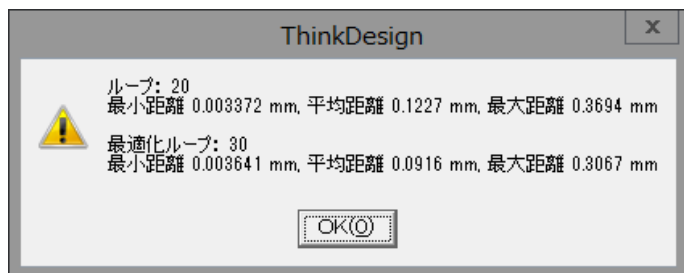 ThinkDesign
x
ループ: 20
最小距離 0.003372 mm, 平均距離 0.1227 mm, 最大距離 0.3694 mm
最適化ループ: 30
最小距離 0.003641 mm, 平均距離 0.0916 mm, 最大距離 0.3067 mm
OK(O)